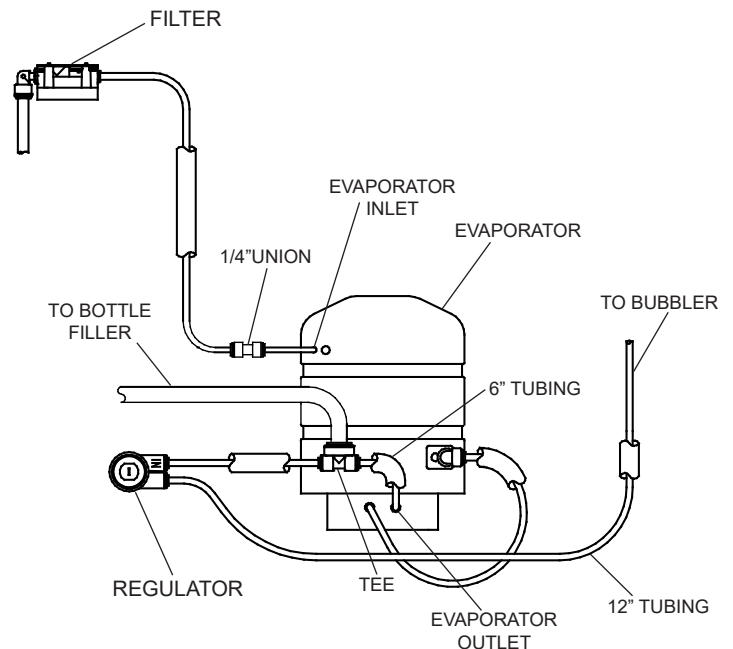 FILTER
EVAPORATOR
INLET
EVAPORATOR
1/4”UNION
TO BOTTLE
FILLER
TO BUBBLER
6” TUBING
IN
REGULATOR
TEE
EVAPORATOR
OUTLET
12” TUBING